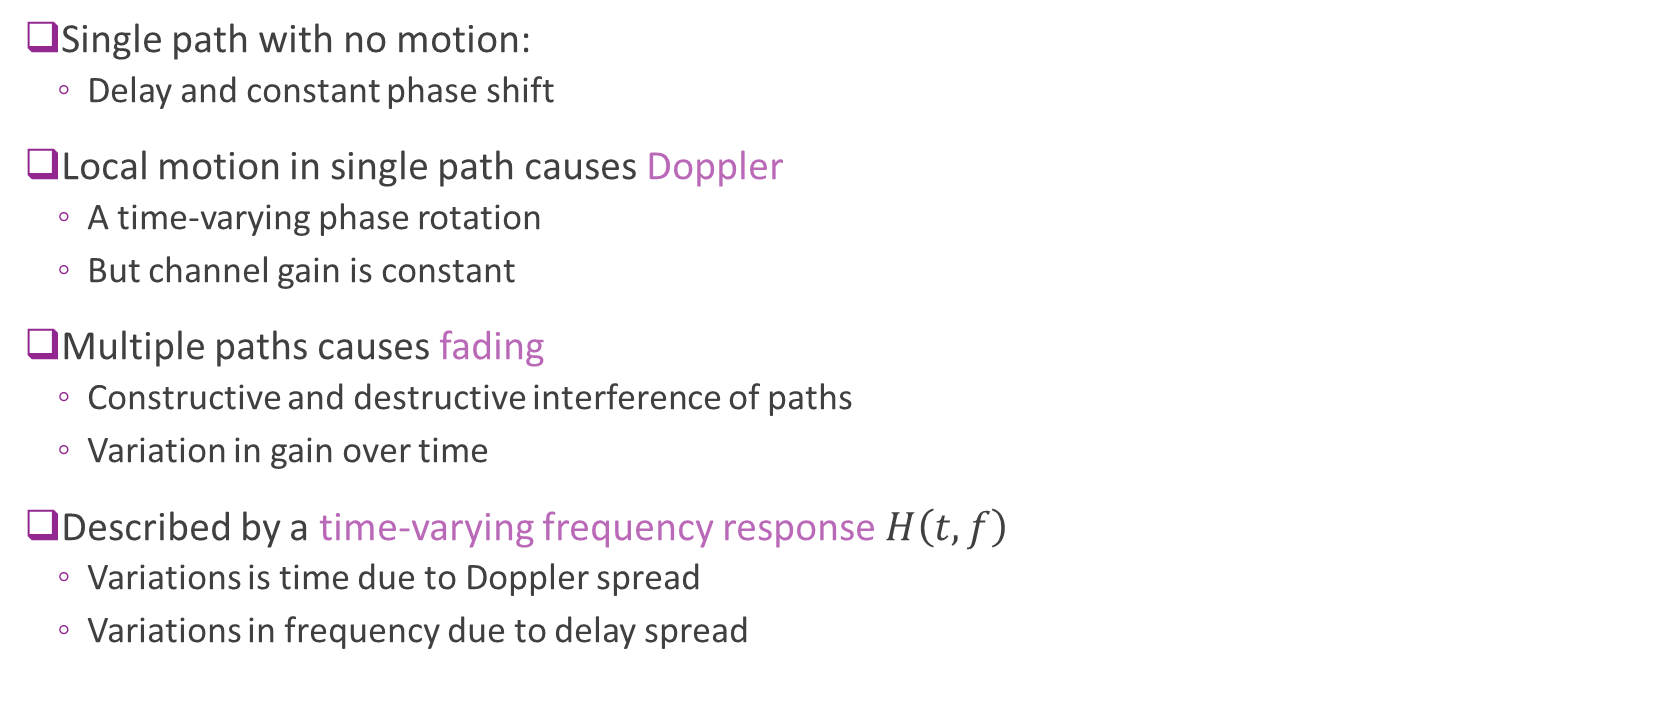 ❑Single path with no motion:
◦ Delay and constant phase shift
❑Local motion in single path causes Doppler
◦ A time-varying phase rotation
◦ But channel gain is constant
❑Multiple paths causes fading
◦ Constructive and destructive interference of paths
◦ Variation in gain over time
❑Described by a time-varying frequency response H(t, f)
◦ Variations is time due to Doppler spread
◦ Variations in frequency due to delay spread